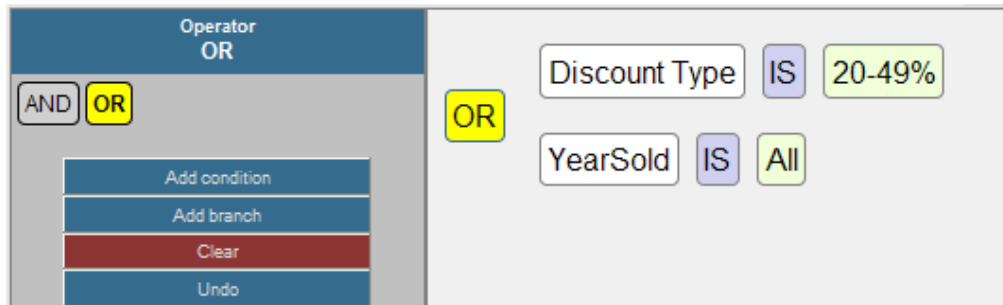 Operator
OR
AND OR
Add condition
Add branch
Clear
Undo
OR
Discount Type IS 20-49%
YearSold IS All